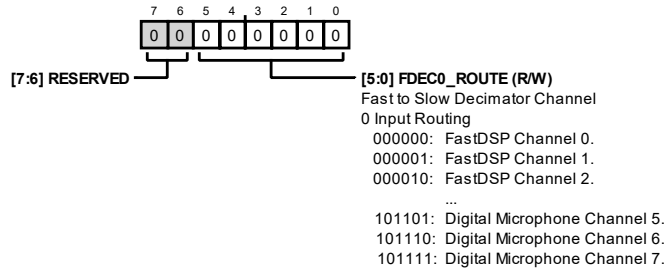 7 6 5 4 3 2 1 0
0 0 0 0 0 0 0 0
[7:6] RESERVED
[5:0] FDEC0_ROUTE (R/W)
Fast to Slow Decimator Channel
0 Input Routing
000000: FastDSP Channel 0.
000001: FastDSP Channel 1.
000010: FastDSP Channel 2.
...
101101: Digital Microphone Channel 5.
101110: Digital Microphone Channel 6.
101111: Digital Microphone Channel 7.